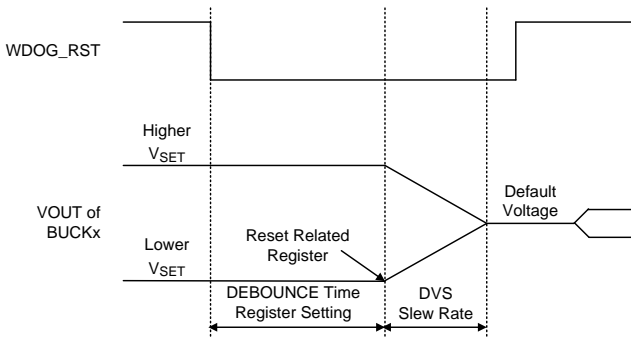 WDOG_RST
Higher
VSET
VOUT of
BUCKx
Default
Voltage
Lower
VSET
Reset Related
Register
DEBOUNCE Time
Register Setting
DVS
Slew Rate